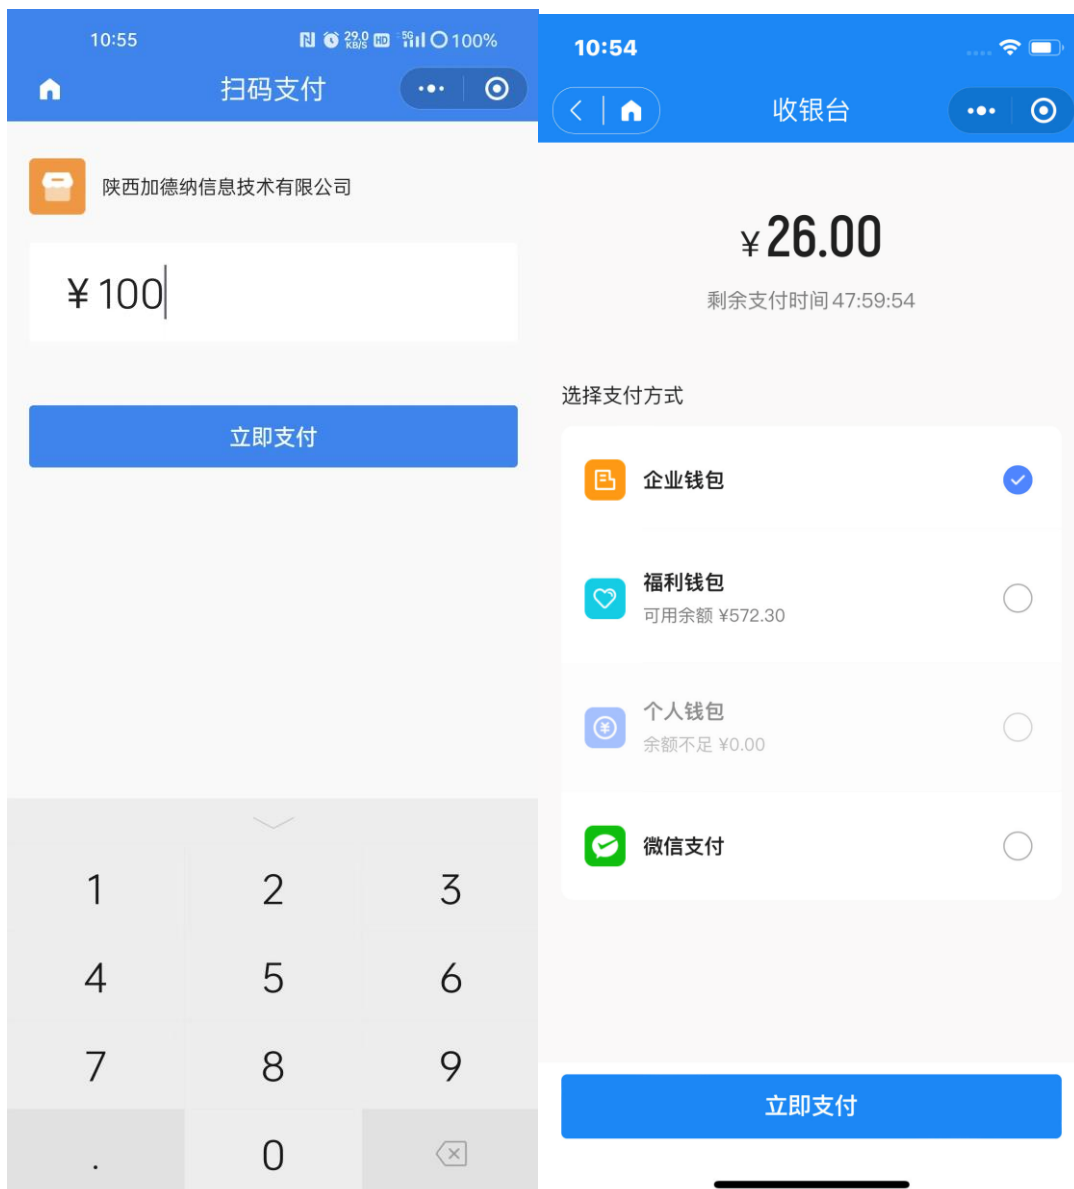 10:55
29.0 KB/S HD 5G 100%
扫码支付
陕西加德纳信息技术有限公司
¥100
立即支付
1 2 3
4 5 6
7 8 9
. 0
10:54
收银台
¥26.00
剩余支付时间 47:59:54
选择支付方式
企业钱包
福利钱包
可用余额 ¥572.30
个人钱包
余额不足 ¥0.00
微信支付
立即支付